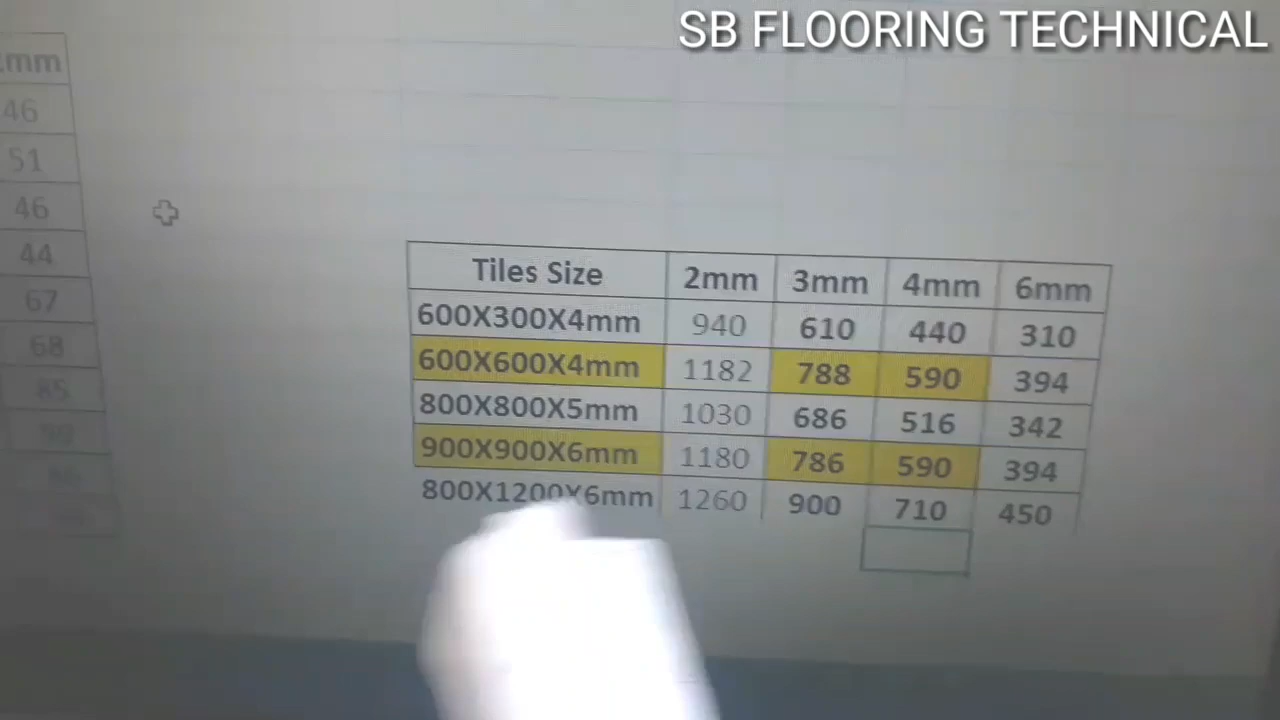 SB FLOORING TECHNICAL
mm
46
51
46
44
67
68
85
Tiles Size 2mm 3mm 4mm 6mm
600X300X4mm 940 610 440 310
600X600X4mm 1182 788 590 394
800X800X5mm 1030 686 516 342
900X900X6mm 1180 786 590 394
800X1200X6mm 1260 900 710 450